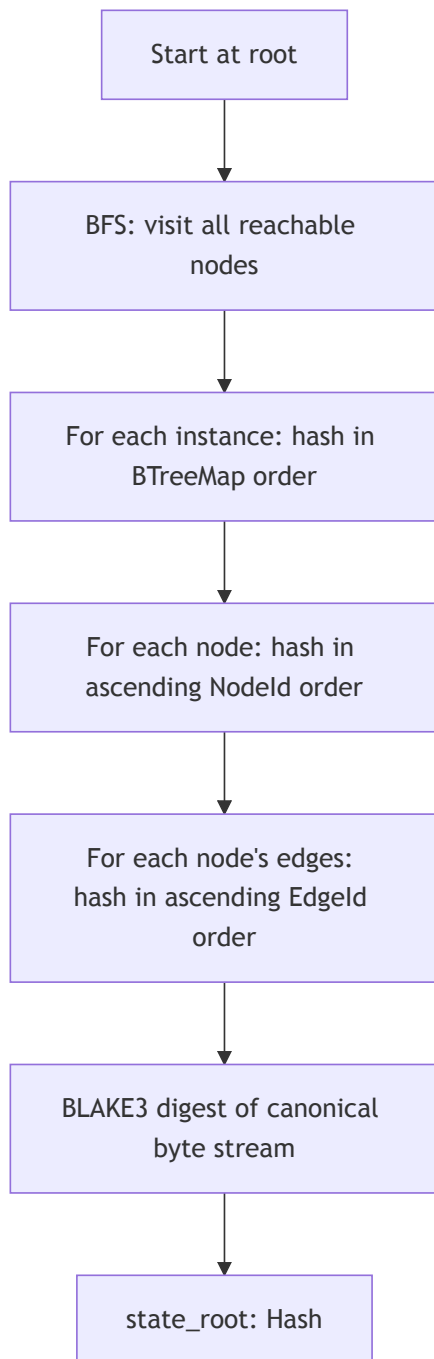 Start at root
BFS: visit all reachable
nodes
For each instance: hash in
BTreeMap order
For each node: hash in
ascending NodeId order
For each node's edges:
hash in ascending EdgeId
order
BLAKE3 digest of canonical
byte stream
state_root: Hash